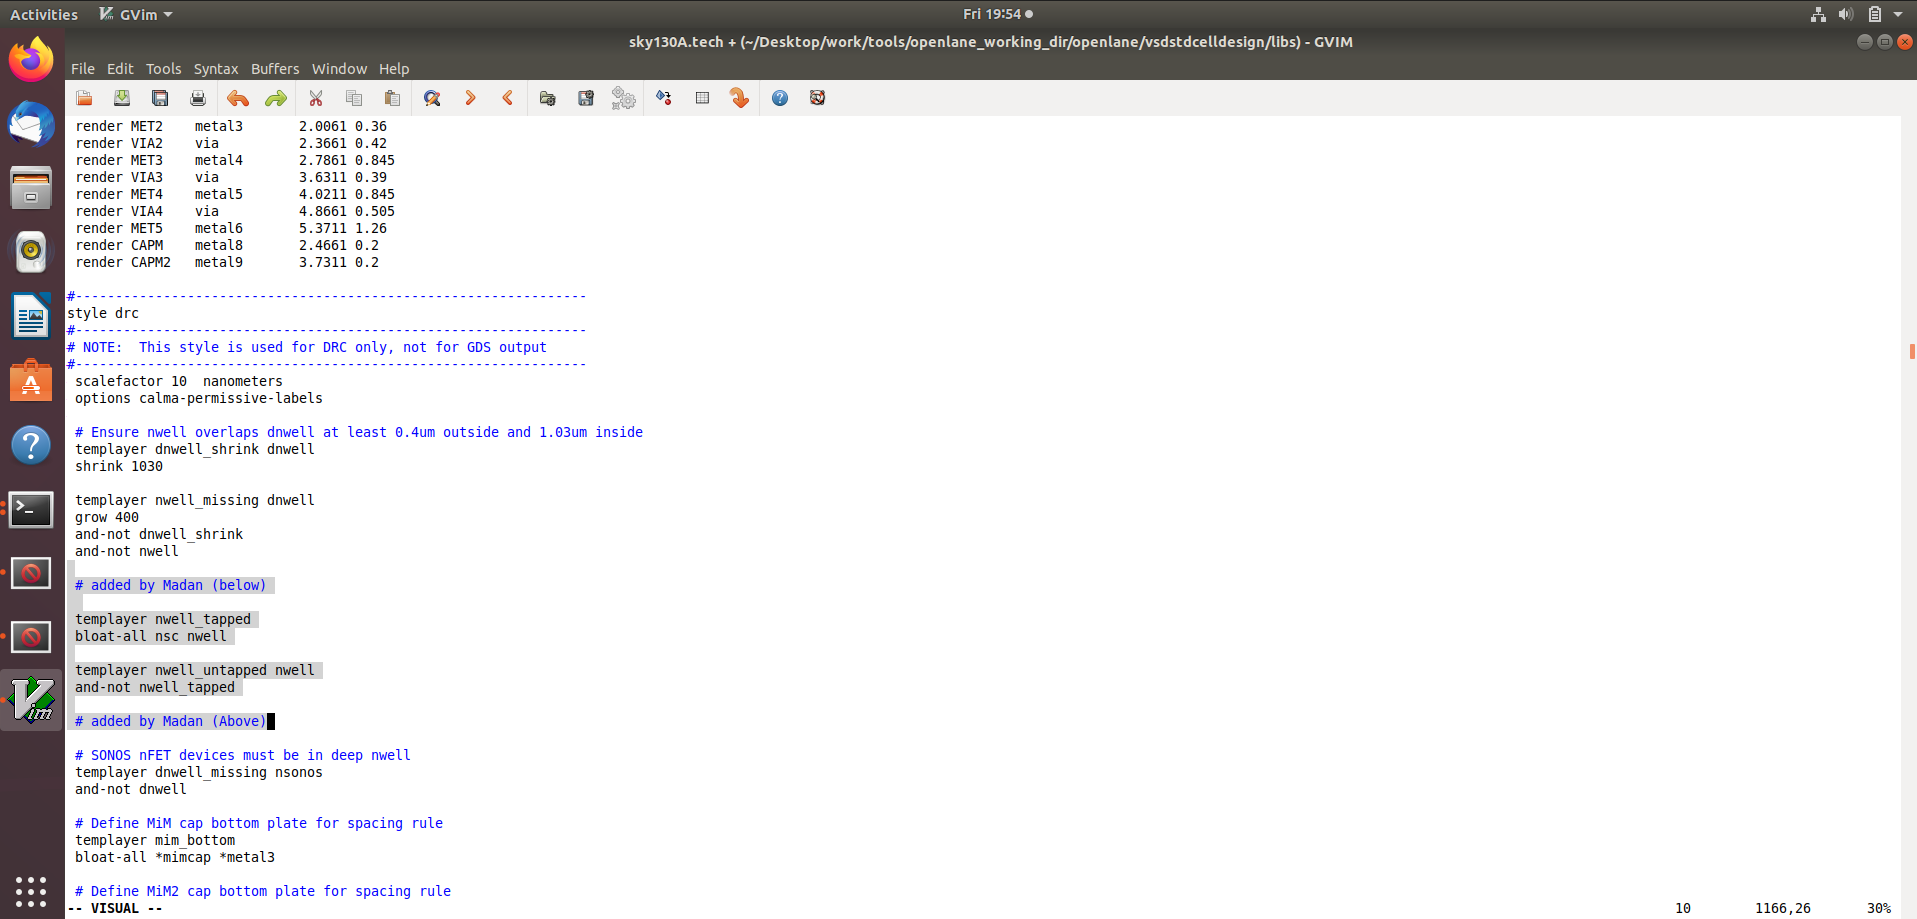 Activities GVim Fri 19:54
sky130A.tech + (~/Desktop/work/tools/openlane_working_dir/openlane/vsdstdcelldesign/libs) - GVIM
File Edit Tools Syntax Buffers Window Help
render MET2 metal3 2.0061 0.36
render VIA2 via 2.3661 0.42
render MET3 metal4 2.7861 0.845
render VIA3 via 3.6311 0.39
render MET4 metal5 4.0211 0.845
render VIA4 via 4.8661 0.505
render MET5 metal6 5.3711 1.26
render CAPM metal8 2.4661 0.2
render CAPM2 metal9 3.7311 0.2
#----------------------------------------------------------------
style drc
#----------------------------------------------------------------
# NOTE:  This style is used for DRC only, not for GDS output
#----------------------------------------------------------------
scalefactor 10  nanometers
options calma-permissive-labels
# Ensure nwell overlaps dnwell at least 0.4um outside and 1.03um inside
templayer dnwell_shrink dnwell
shrink 1030
templayer nwell_missing dnwell
grow 400
and-not dnwell_shrink
and-not nwell
# added by Madan (below)
templayer nwell_tapped
bloat-all nsc nwell
templayer nwell_untapped nwell
and-not nwell_tapped
# added by Madan (Above)
# SONOS nFET devices must be in deep nwell
templayer dnwell_missing nsonos
and-not dnwell
# Define MiM cap bottom plate for spacing rule
templayer mim_bottom
bloat-all *mimcap *metal3
# Define MiM2 cap bottom plate for spacing rule
-- VISUAL -- 10 1166,26 30%